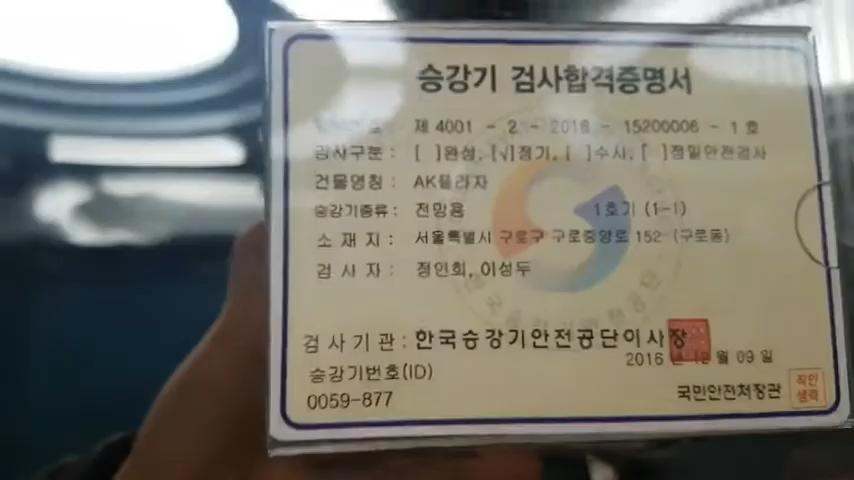 승강기 검사합격증명서
제 4001 - 2 - 2016 - 15200006 - 1 호
검사구분 : [ ]완성, [√]정기, [ ]수시, [ ]정밀안전검사
건물명칭 : AK플라자
승강기종류 : 전망용 1호기 (1-1)
소 재 지 : 서울특별시 구로구 구로중앙로 152 (구로동)
검 사 자 : 정인회, 이성두
검 사 기 관 : 한국승강기안전공단이사장
2016 년 12 월 09 일
승강기번호(ID)
국민안전처장관
직인
생략
0059-877